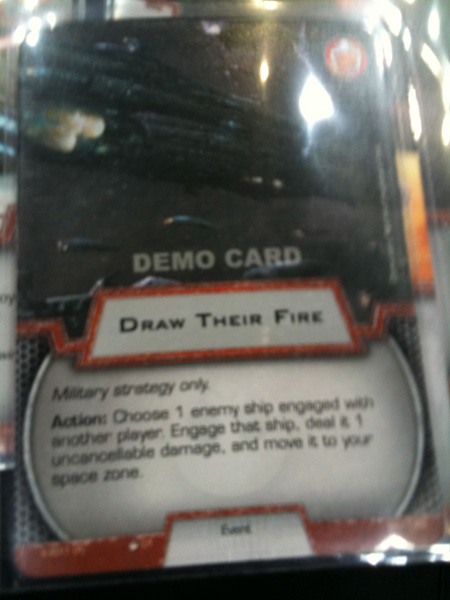 DEMO CARD
DRAW THEIR FIRE
Military strategy only.
Action: Choose 1 enemy ship engaged with
another player. Engage that ship, deal it 1
uncancellable damage, and move it to your
space zone.
Event